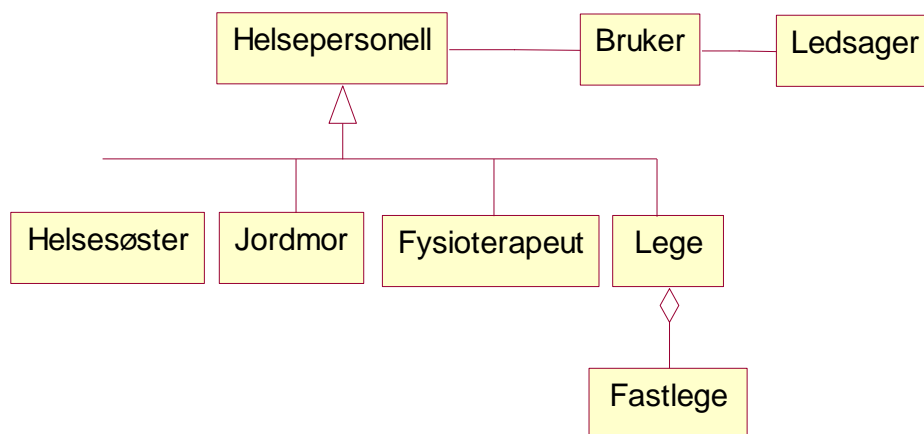 Helsepersonell
Bruker
Ledsager
Helsesøster
Jordmor
Fysioterapeut
Lege
Fastlege